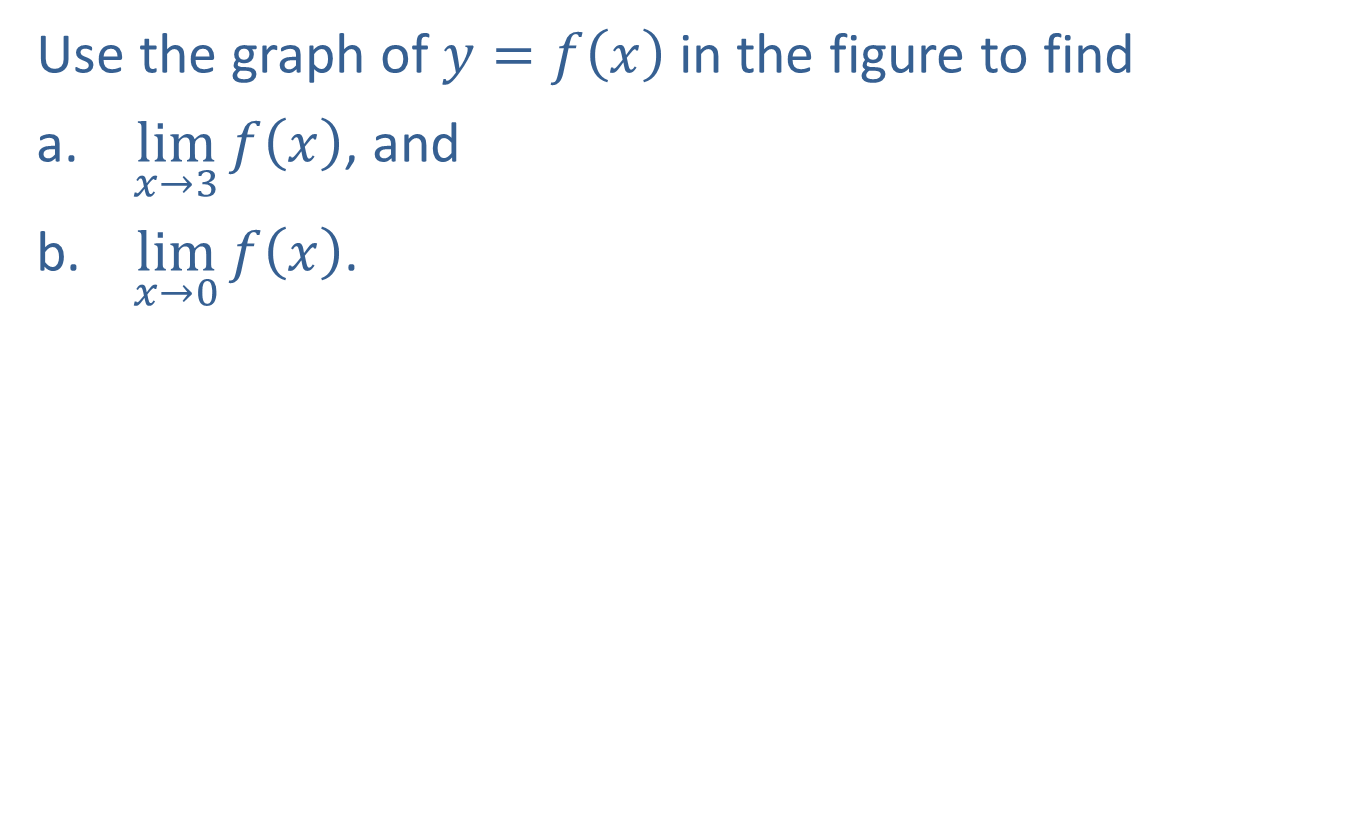 Use the graph of y = f(x) in the figure to find
a. lim x→3 f(x), and
b. lim x→0 f(x).